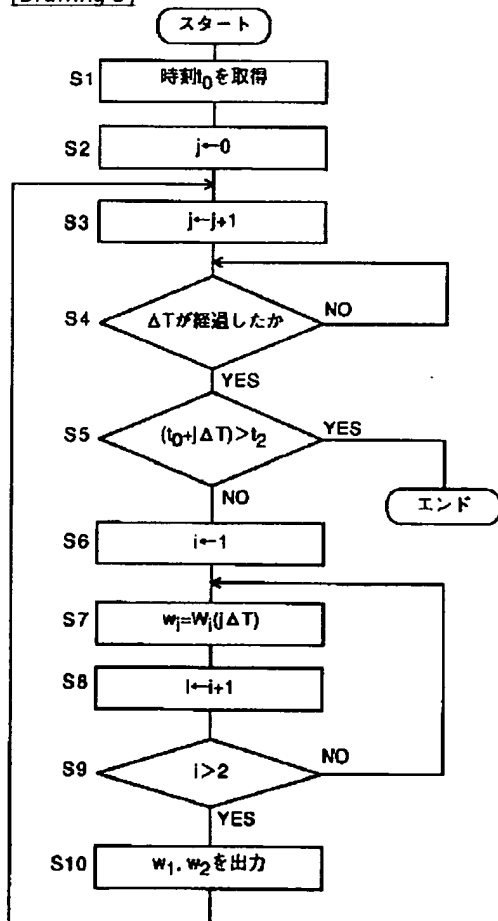 [Drawing 3]
スタート
S1 時刻t₀を取得
S2 j←0
S3 j←j+1
S4 ΔTが経過したか NO
YES
S5 (t₀+jΔT)>t₂ YES
NO
エンド
S6 i←1
S7 wⱼ=Wᵢ(jΔT)
S8 i←i+1
S9 i>2 NO
YES
S10 w₁, w₂を出力